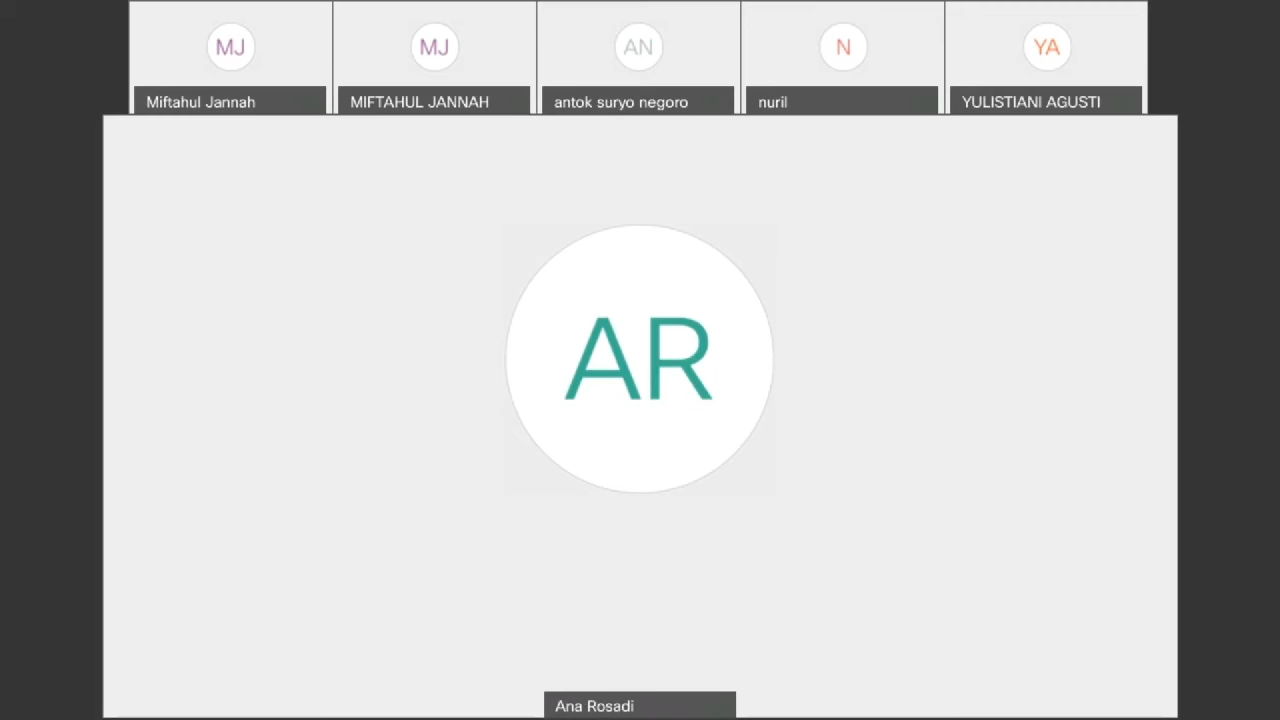 MJ
MJ
AN
N
YA
Miftahul Jannah
MIFTAHUL JANNAH
antok suryo negoro
nuril
YULISTIANI AGUSTI
AR
Ana Rosadi